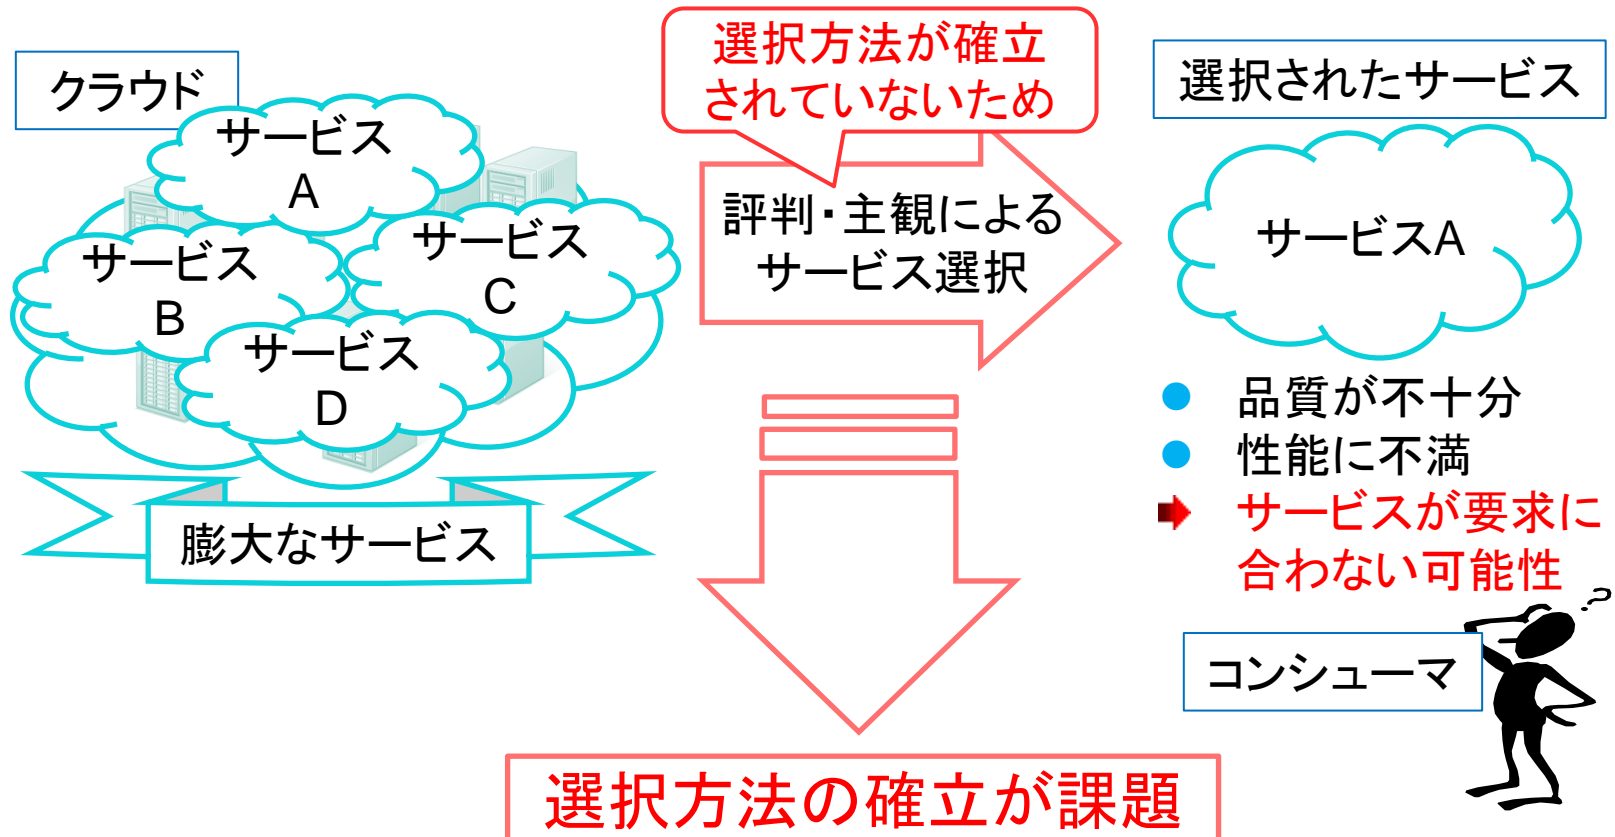 クラウド
サービス
A
サービス
B
サービス
C
サービス
D
膨大なサービス
選択方法が確立
されていないため
評判・主観による
サービス選択
選択されたサービス
サービスA
品質が不十分
性能に不満
サービスが要求に
合わない可能性
?
コンシューマ
選択方法の確立が課題